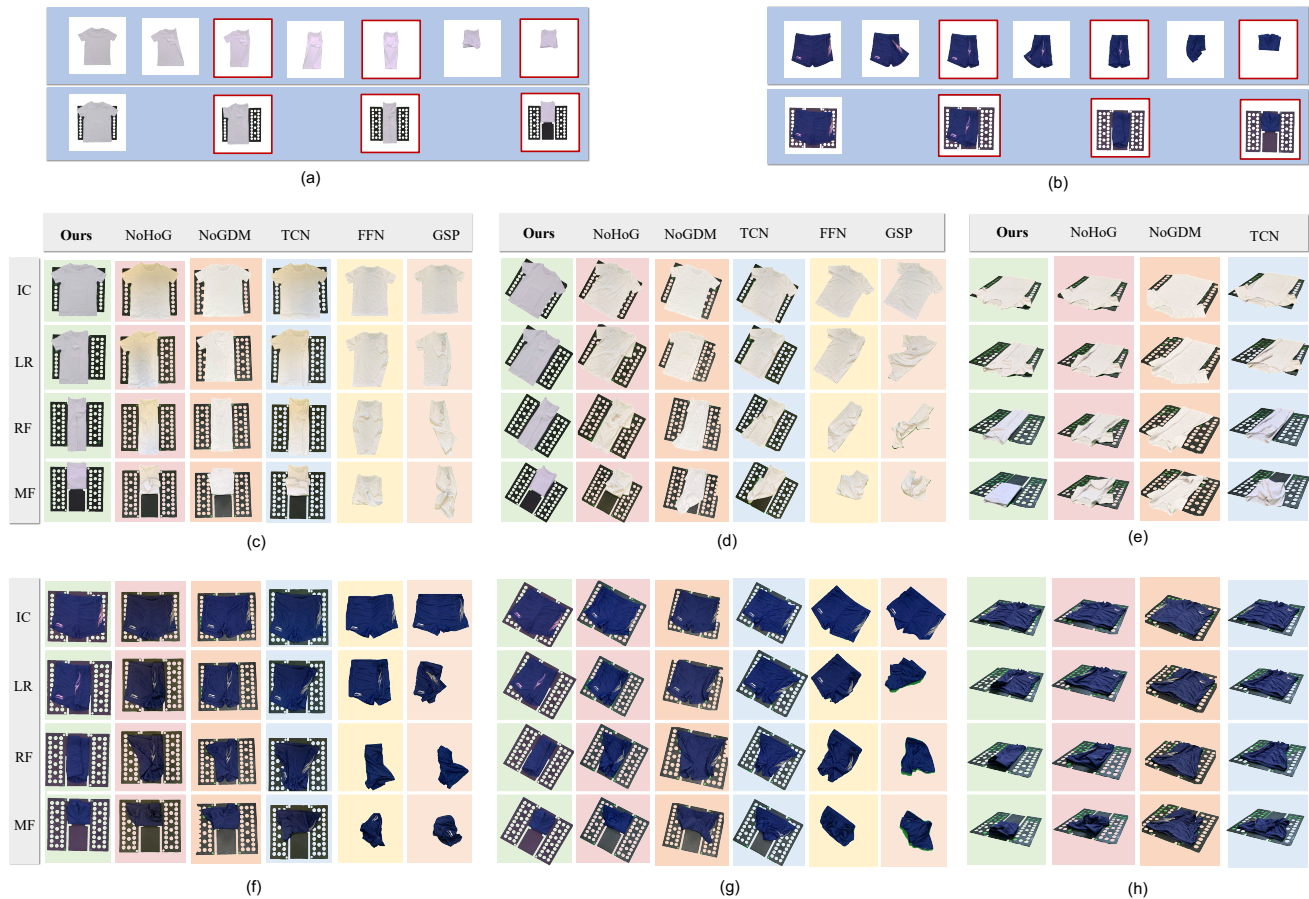 (a)
(b)
Ours NoHoG NoGDM TCN FFN GSP
Ours NoHoG NoGDM TCN FFN GSP
Ours NoHoG NoGDM TCN
IC
LR
RF
MF
(c)
(d)
(e)
IC
LR
RF
MF
(f)
(g)
(h)